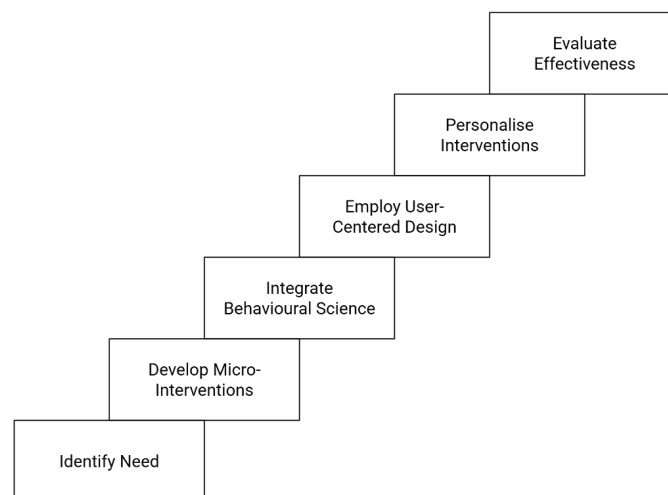 Evaluate
Effectiveness
Personalise
Interventions
Employ User-
Centered Design
Integrate
Behavioural Science
Develop Micro-
Interventions
Identify Need